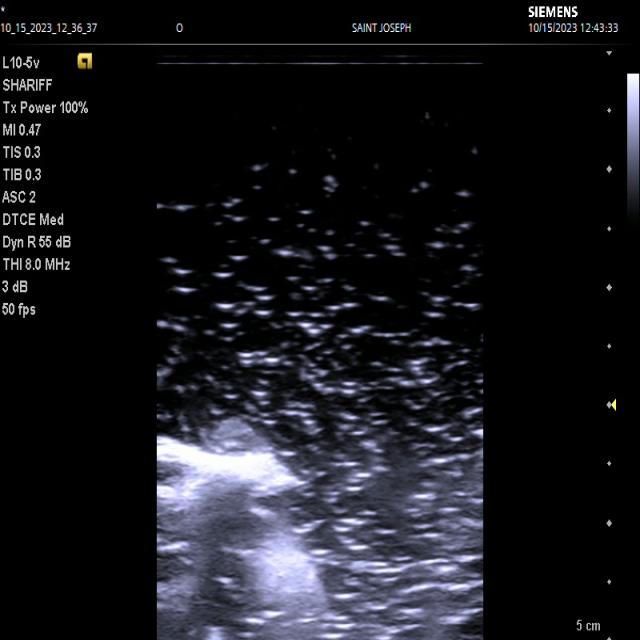 *
SIEMENS
10_15_2023_12_36_37 O SAINT JOSEPH 10/15/2023 12:43:33
L10-5v
SHARIFF
Tx Power 100%
MI 0.47
TIS 0.3
TIB 0.3
ASC 2
DTCE Med
Dyn R 55 dB
THI 8.0 MHz
3 dB
50 fps
5 cm